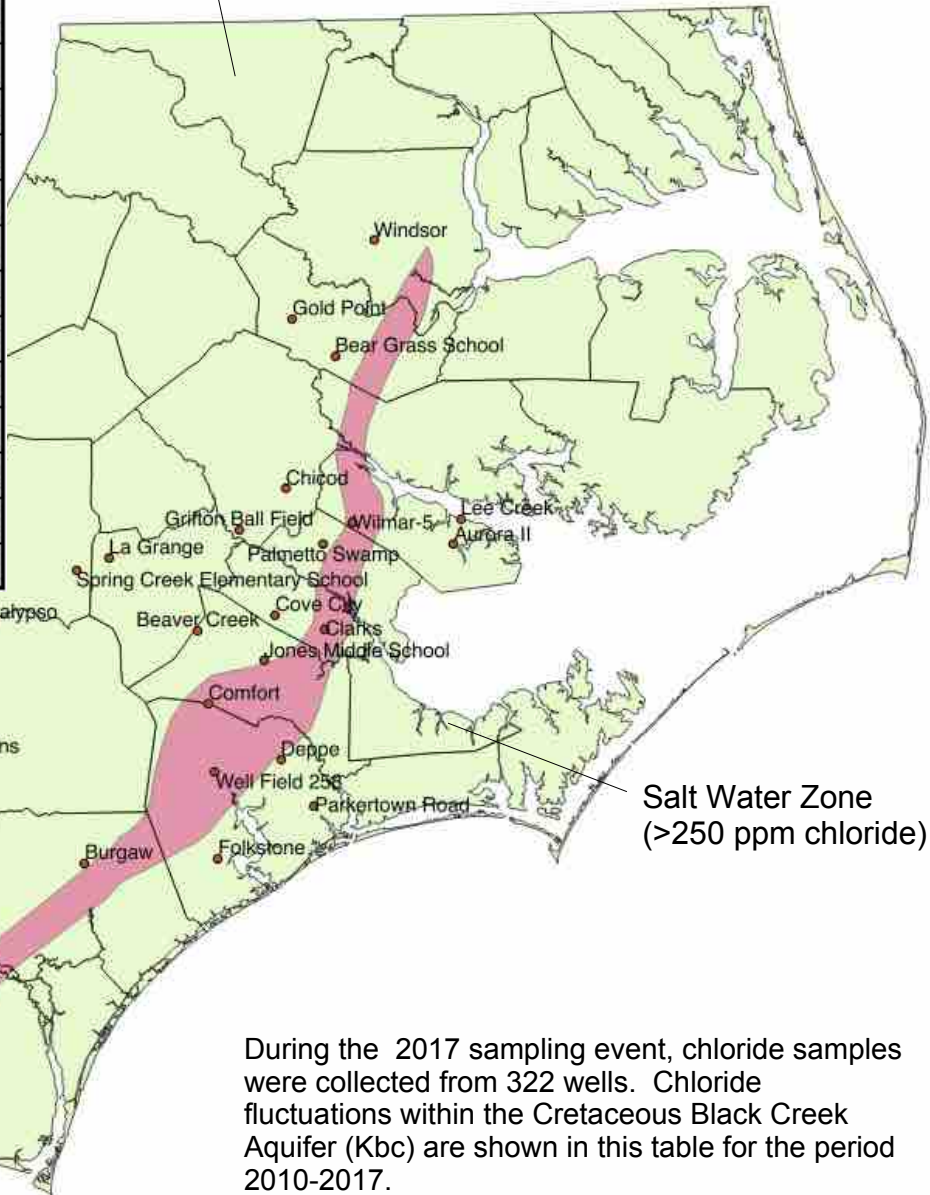 Windsor
Gold Point
Bear Grass School
Chicod
Grifton Ball Field
Wilmar-5
Lee Creek
Aurora II
La Grange
Palmetto Swamp
Spring Creek Elementary School
alypso
Beaver Creek
Cove City
Clarks
Jones Middle School
Comfort
ns
Deppe
Well Field 258
Parkertown Road
Salt Water Zone
(>250 ppm chloride)
Burgaw
Folkstone
During the 2017 sampling event, chloride samples
were collected from 322 wells. Chloride
fluctuations within the Cretaceous Black Creek
Aquifer (Kbc) are shown in this table for the period
2010-2017.